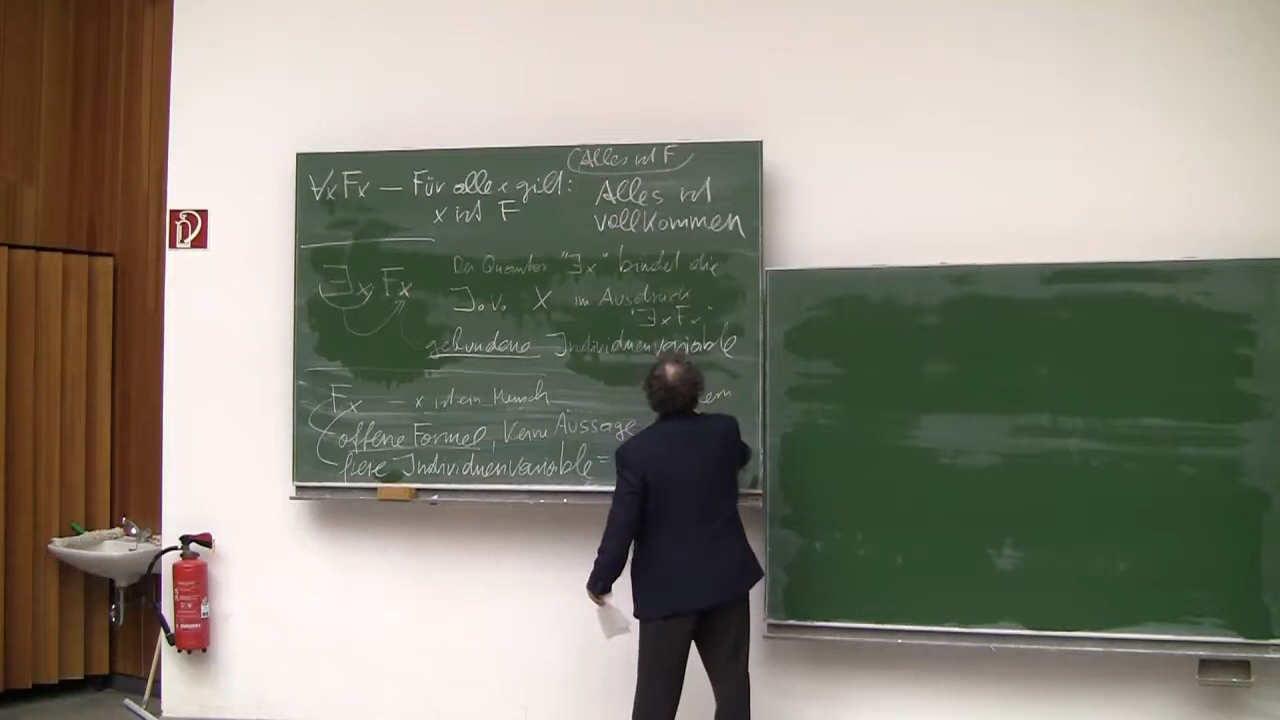 (Alles ist F)
∀x Fx — Für alle x gilt:
x ist F
Alles ist
vollkommen
∃x Fx
Der Quantor "∃x" bindet die
I.V. x im Ausdruck
"∃x Fx"
gebundene Individuenvariable
Fx — x ist ein Mensch
offene Formel, keine Aussage
freie Individuenvariable =